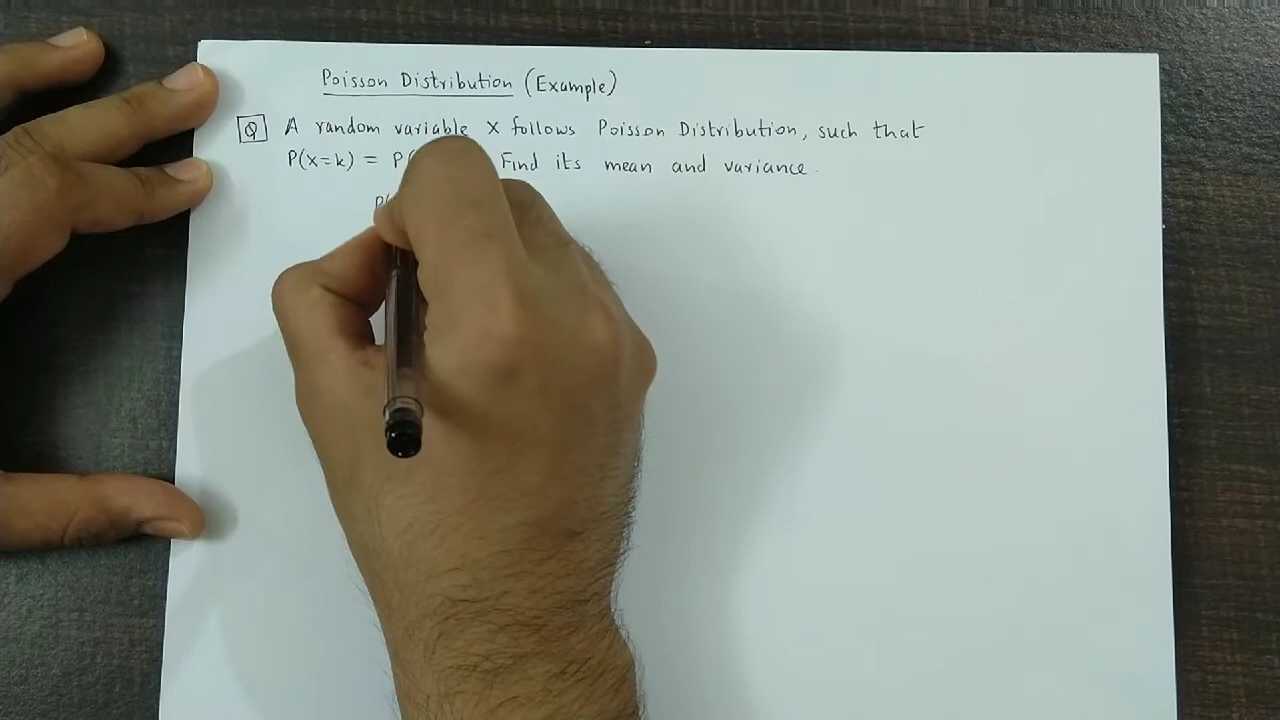 Poisson Distribution (Example)
Q A random variable X follows Poisson Distribution, such that
P(x=k) = P( Find its mean and variance.
P(